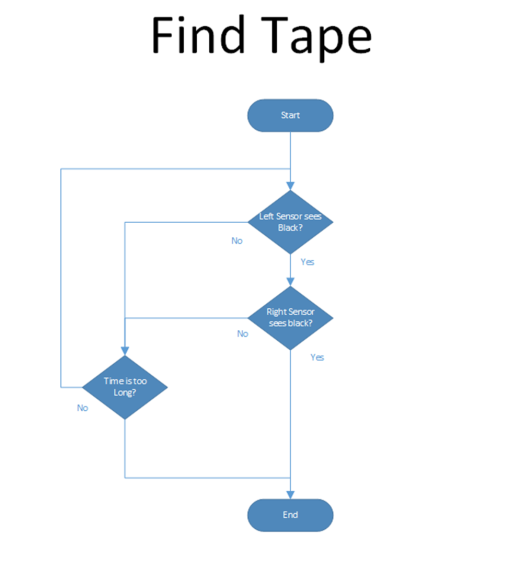 Find Tape
Start
Left Sensor sees
Black?
No
Yes
Right Sensor
sees black?
No
Yes
Time is too
Long?
No
End